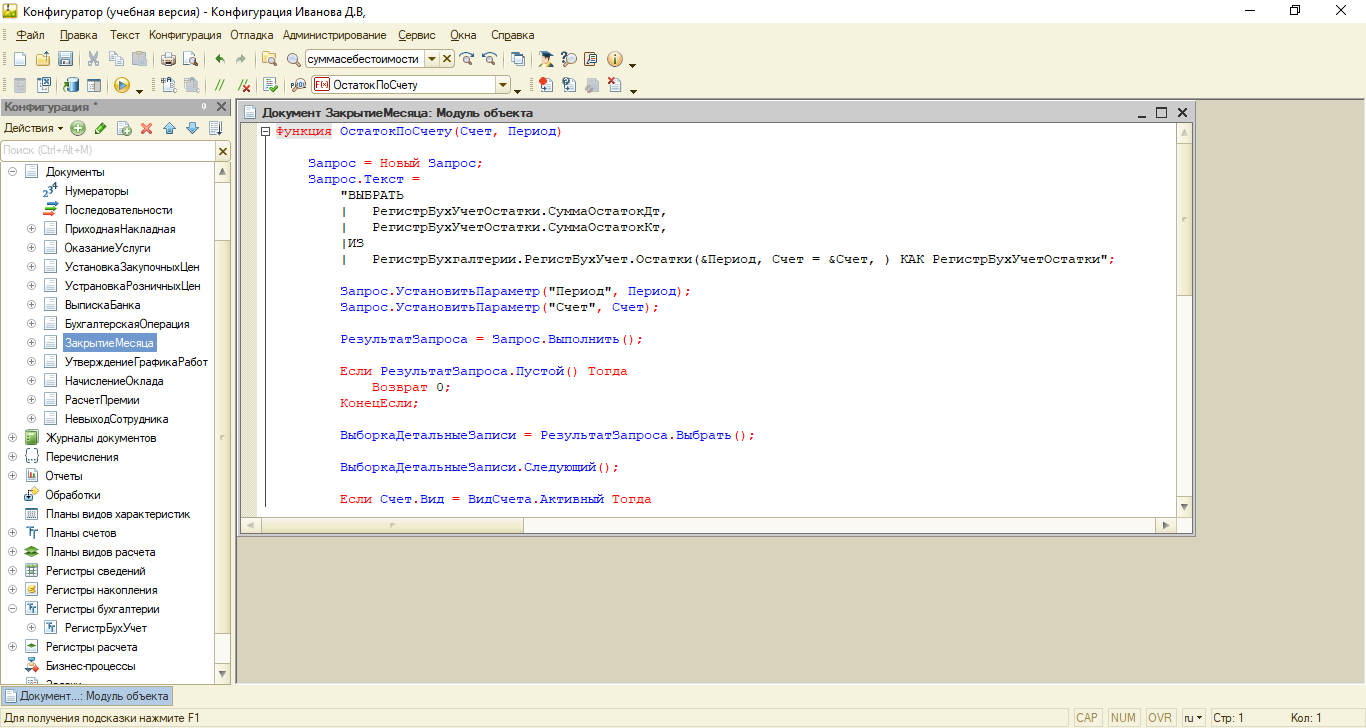 Конфигуратор (учебная версия) - Конфигурация Иванова Д.В,
Файл Правка Текст Конфигурация Отладка Администрирование Сервис Окна Справка
суммасебестоимости
ОстатокПоСчету
Конфигурация *
Действия
Поиск (Ctrl+Alt+M)
Документы
Нумераторы
Последовательности
ПриходнаяНакладная
ОказаниеУслуги
УстановкаЗакупочныхЦен
УстрановкаРозничныхЦен
ВыпискаБанка
БухгалтерскаяОперация
ЗакрытиеМесяца
УтверждениеГрафикаРабот
НачислениеОклада
РасчетПремии
НевыходСотрудника
Журналы документов
Перечисления
Отчеты
Обработки
Планы видов характеристик
Планы счетов
Планы видов расчета
Регистры сведений
Регистры накопления
Регистры бухгалтерии
РегистрБухУчет
Регистры расчета
Бизнес-процессы
Документ ЗакрытиеМесяца: Модуль объекта
Функция ОстатокПоСчету(Счет, Период)
Запрос = Новый Запрос;
Запрос.Текст =
"ВЫБРАТЬ
| РегистрБухУчетОстатки.СуммаОстатокДт,
| РегистрБухУчетОстатки.СуммаОстатокКт,
|ИЗ
| РегистрБухгалтерии.РегистБухУчет.Остатки(&Период, Счет = &Счет, ) КАК РегистрБухУчетОстатки";
Запрос.УстановитьПараметр("Период", Период);
Запрос.УстановитьПараметр("Счет", Счет);
РезультатЗапроса = Запрос.Выполнить();
Если РезультатЗапроса.Пустой() Тогда
Возврат 0;
КонецЕсли;
ВыборкаДетальныеЗаписи = РезультатЗапроса.Выбрать();
ВыборкаДетальныеЗаписи.Следующий();
Если Счет.Вид = ВидСчета.Активный Тогда
Документ...: Модуль объекта
Для получения подсказки нажмите F1
CAP NUM OVR ru Стр: 1 Кол: 1